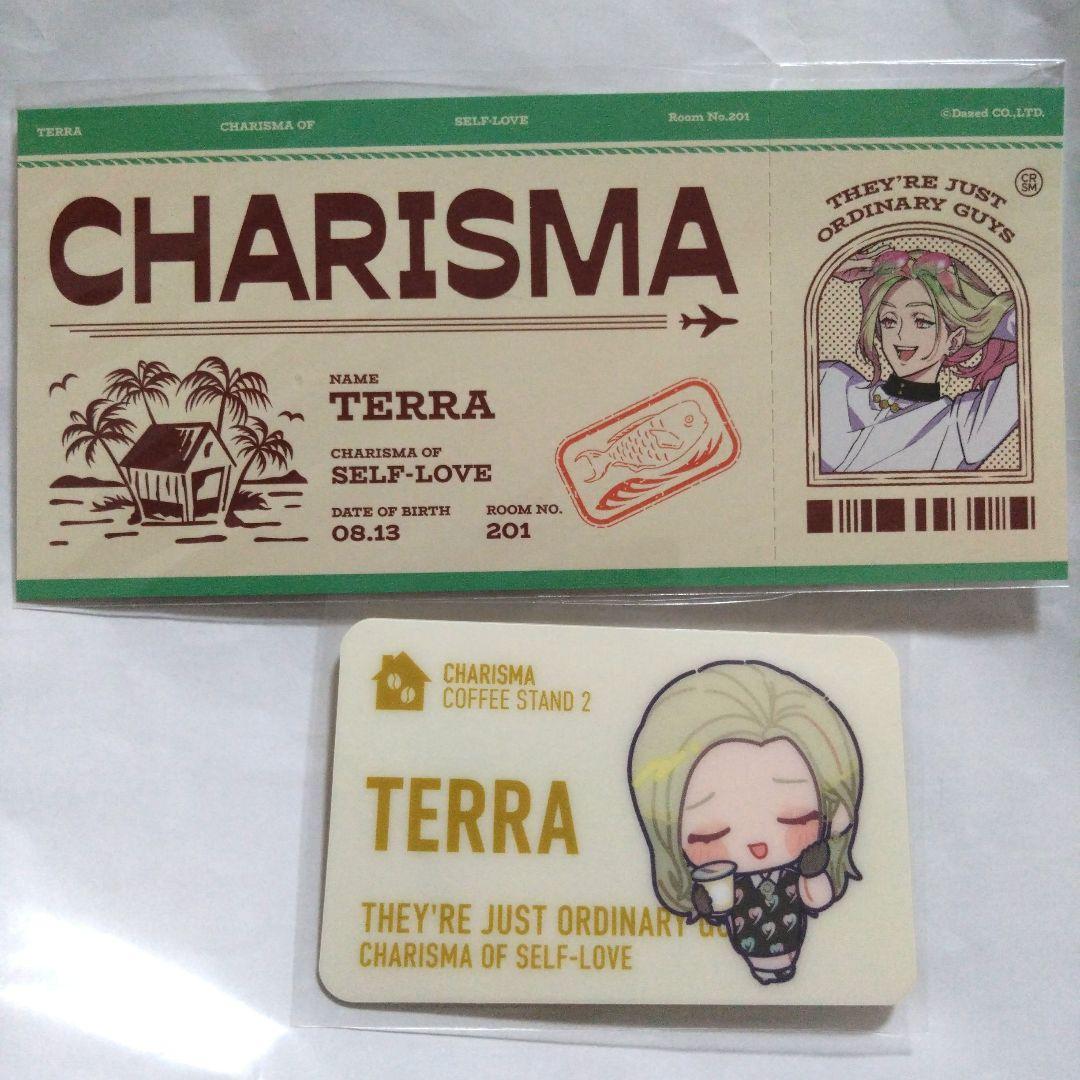 TERRA CHARISMA OF SELF-LOVE Room No.201 ©Dazed CO.,LTD.
CHARISMA
THEY'RE JUST
ORDINARY GUYS
CR
SM
NAME
TERRA
CHARISMA OF
SELF-LOVE
DATE OF BIRTH ROOM NO.
08.13 201
CHARISMA
COFFEE STAND 2
TERRA
THEY'RE JUST ORDINARY
CHARISMA OF SELF-LOVE